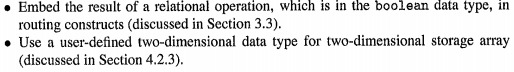 • Embed the result of a relational operation, which is in the boolean data type, in
routing constructs (discussed in Section 3.3).
• Use a user-defined two-dimensional data type for two-dimensional storage array
(discussed in Section 4.2.3).